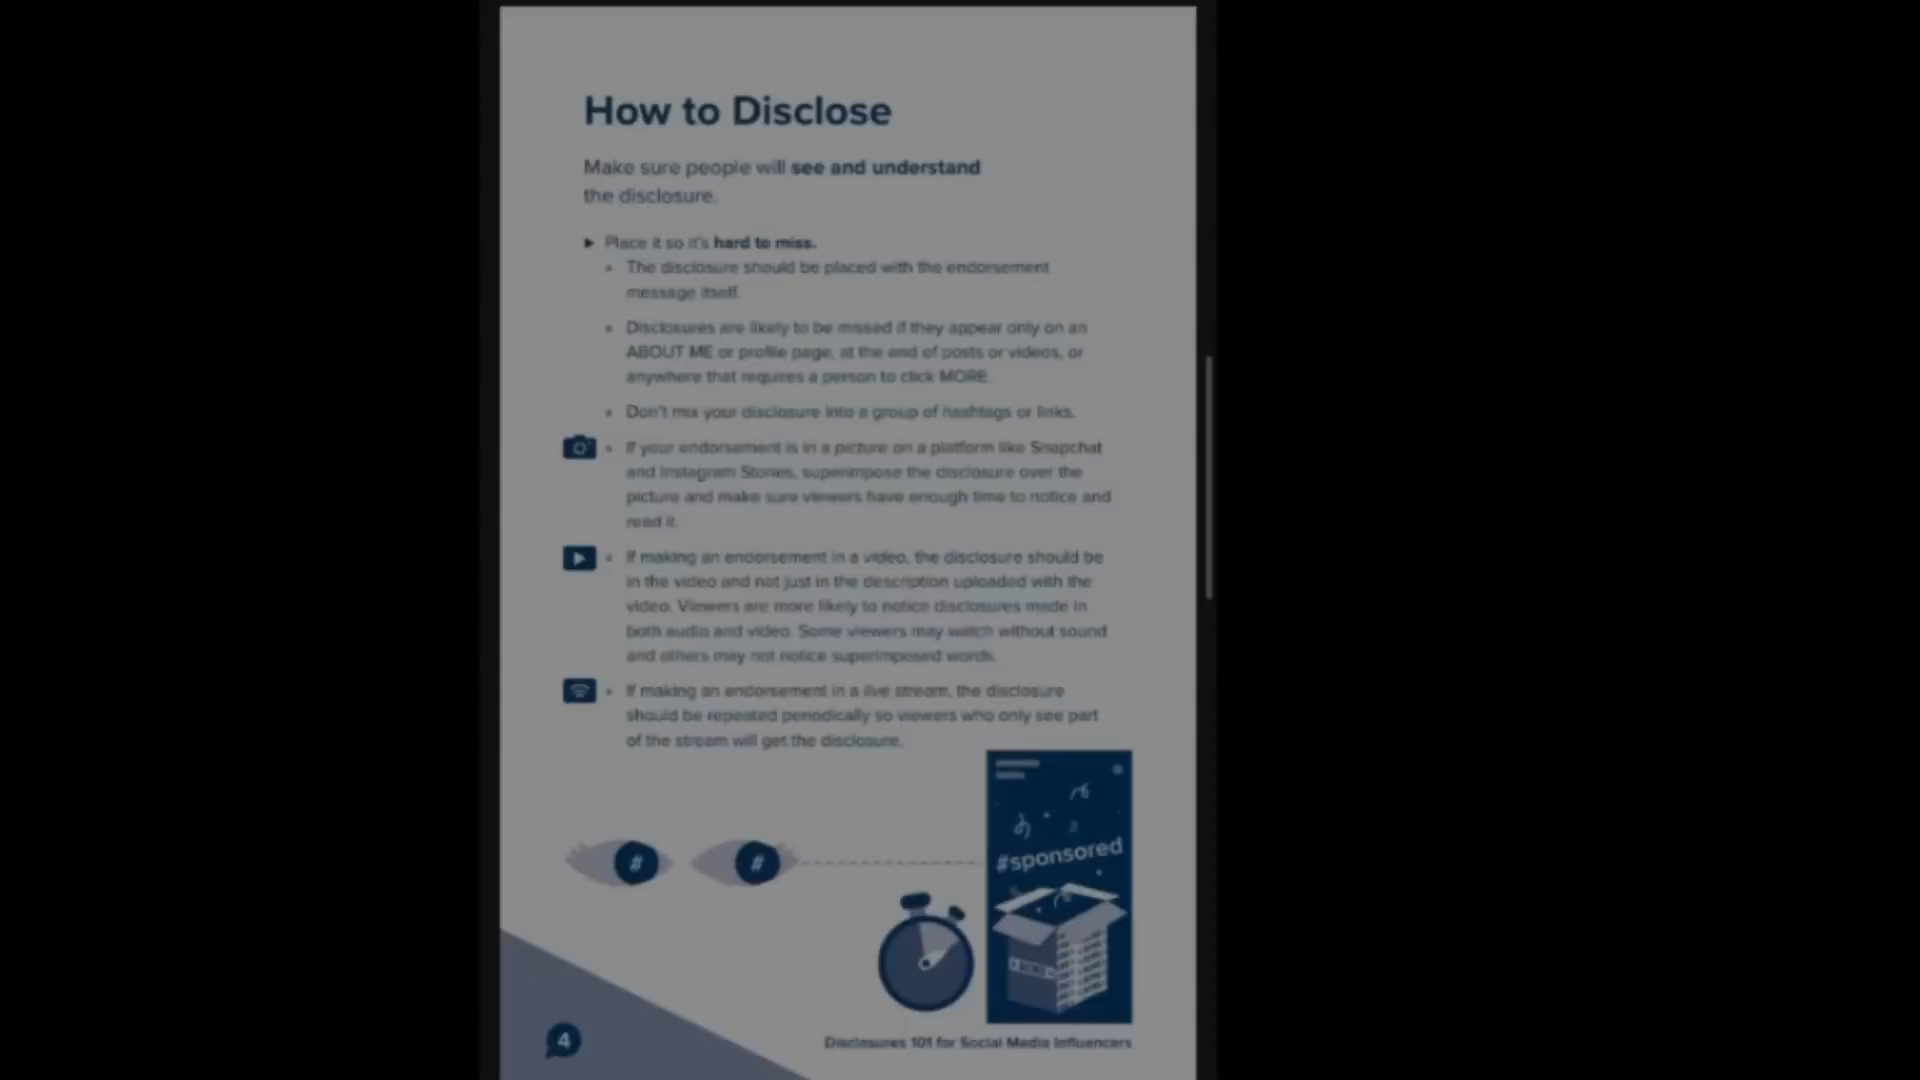 How to Disclose
Make sure people will see and understand
the disclosure.
Place it so it's hard to miss.
The disclosure should be placed with the endorsement
message itself.
Disclosures are likely to be missed if they appear only on an
ABOUT ME or profile page, at the end of posts or videos, or
anywhere that requires a person to click MORE.
Don't mix your disclosure into a group of hashtags or links.
If your endorsement is in a picture on a platform like Snapchat
and Instagram Stories, superimpose the disclosure over the
picture and make sure viewers have enough time to notice and
read it.
If making an endorsement in a video, the disclosure should be
in the video and not just in the description uploaded with the
video. Viewers are more likely to notice disclosures made in
both audio and video. Some viewers may watch without sound
and others may not notice superimposed words.
If making an endorsement in a live stream, the disclosure
should be repeated periodically so viewers who only see part
of the stream will get the disclosure.
# #
#sponsored
4
Disclosures 101 for Social Media Influencers